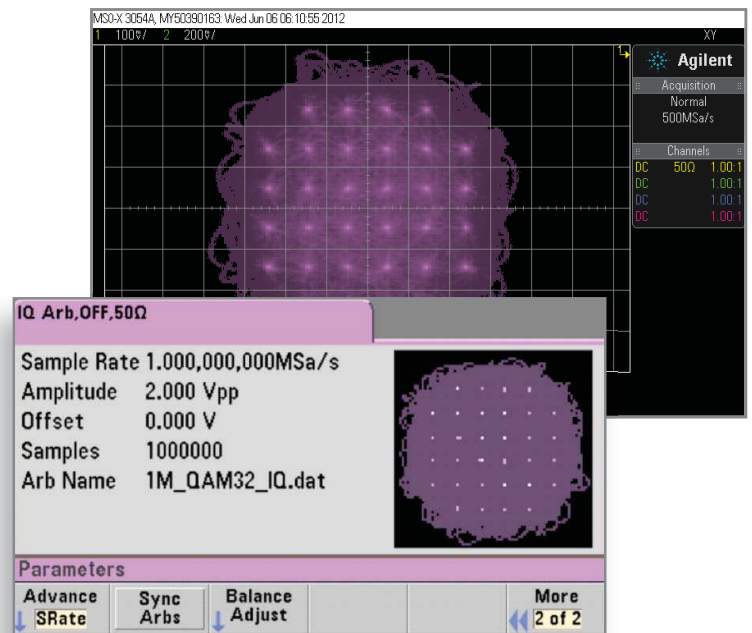 MSO-X 3054A, MY50390163: Wed Jun 06 06:10:55 2012
1 100▿/ 2 200▿/ XY
1
Agilent
Acquisition
Normal
500MSa/s
Channels
DC 50Ω 1.00:1
DC 1.00:1
DC 1.00:1
DC 1.00:1
IQ Arb,OFF,50Ω
Sample Rate 1.000,000,000MSa/s
Amplitude 2.000 Vpp
Offset 0.000 V
Samples 1000000
Arb Name 1M_QAM32_IQ.dat
Parameters
Advance
SRate
Sync
Arbs
Balance
Adjust
More
2 of 2